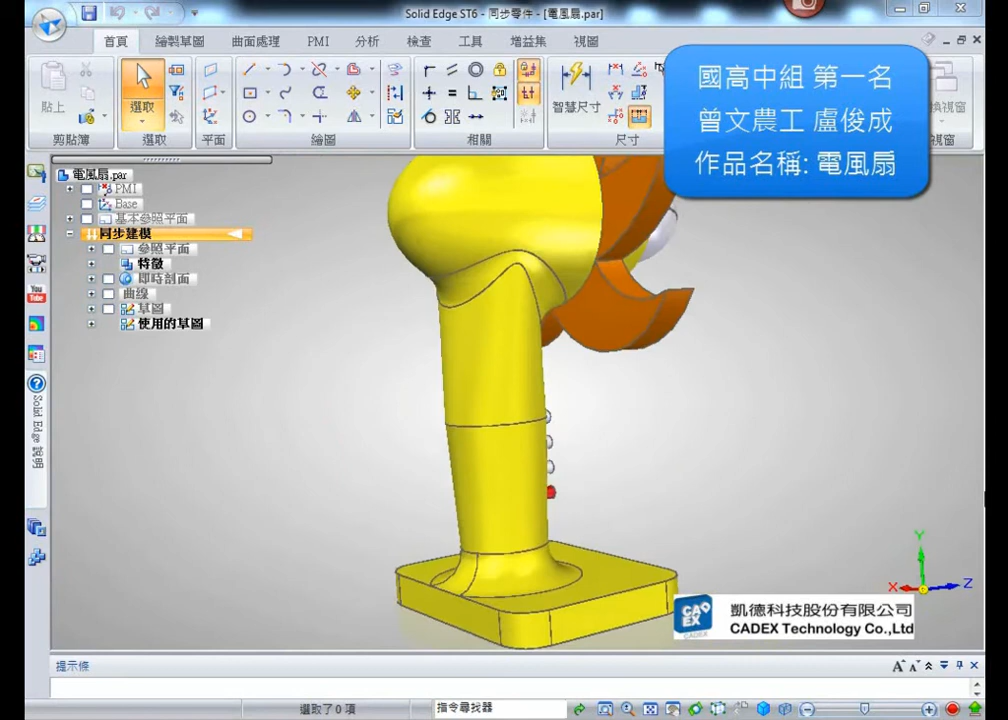 Solid Edge ST6 - 同步零件 - [電風扇.par]
首頁 繪製草圖 曲面處理 PMI 分析 檢查 工具 增益集 視圖
貼上 選取 智慧尺寸 換視窗
剪貼簿 選取 平面 繪圖 相關 尺寸 視窗
國高中組 第一名
曾文農工 盧俊成
作品名稱: 電風扇
電風扇.par
PMI
Base
基本參照平面
同步建模
參照平面
特徵
即時剖面
曲線
草圖
使用的草圖
You
Tube
Solid Edge 說明
Y
X
Z
CADEX
凱德科技股份有限公司
CADEX Technology Co.,Ltd
提示條
選取了 0 項
指令尋找器